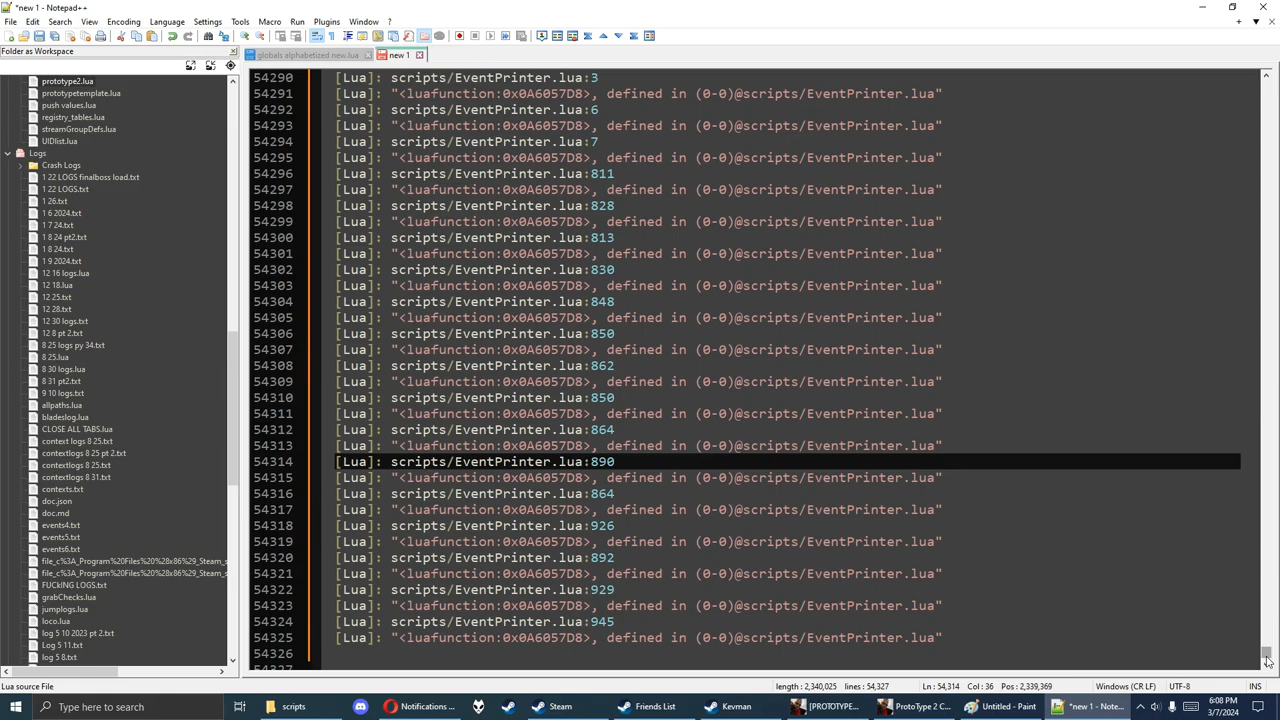 *new 1 - Notepad++
File Edit Search View Encoding Language Settings Tools Macro Run Plugins Window ?
Folder as Workspace
globals alphabetized new.lua
new 1
prototype2.lua
prototypetemplate.lua
push values.lua
registry_tables.lua
streamGroupDefs.lua
UIDlist.lua
Logs
Crash Logs
1 22 LOGS finalboss load.txt
1 22 LOGS.txt
1 26.txt
1 6 2024.txt
1 7 24.txt
1 8 24 pt2.txt
1 8 24.txt
1 9 2024.txt
12 16 logs.lua
12 18.lua
12 25.txt
12 28.txt
12 30 logs.txt
12 8 pt 2.txt
8 25 logs py 34.txt
8 25.lua
8 30 logs.lua
8 31 pt2.txt
9 10 logs.txt
allpaths.lua
bladeslog.lua
CLOSE ALL TABS.lua
context logs 8 25.txt
contextlogs 8 25 pt 2.txt
contextlogs 8 25.txt
contextlogs 8 31.txt
contexts.txt
doc.json
doc.md
events4.txt
events5.txt
events6.txt
file_c%3A_Program%20Files%20%28x86%29_Steam_s
file_c%3A_Program%20Files%20%28x86%29_Steam_s
FUCkING LOGS.txt
grabChecks.lua
jumplogs.lua
loco.lua
log 5 10 2023 pt 2.txt
Log 5 11.txt
log 5 8.txt
54290 [Lua]: scripts/EventPrinter.lua:3
54291 [Lua]: "<luafunction:0x0A6057D8>, defined in (0-0)@scripts/EventPrinter.lua"
54292 [Lua]: scripts/EventPrinter.lua:6
54293 [Lua]: "<luafunction:0x0A6057D8>, defined in (0-0)@scripts/EventPrinter.lua"
54294 [Lua]: scripts/EventPrinter.lua:7
54295 [Lua]: "<luafunction:0x0A6057D8>, defined in (0-0)@scripts/EventPrinter.lua"
54296 [Lua]: scripts/EventPrinter.lua:811
54297 [Lua]: "<luafunction:0x0A6057D8>, defined in (0-0)@scripts/EventPrinter.lua"
54298 [Lua]: scripts/EventPrinter.lua:828
54299 [Lua]: "<luafunction:0x0A6057D8>, defined in (0-0)@scripts/EventPrinter.lua"
54300 [Lua]: scripts/EventPrinter.lua:813
54301 [Lua]: "<luafunction:0x0A6057D8>, defined in (0-0)@scripts/EventPrinter.lua"
54302 [Lua]: scripts/EventPrinter.lua:830
54303 [Lua]: "<luafunction:0x0A6057D8>, defined in (0-0)@scripts/EventPrinter.lua"
54304 [Lua]: scripts/EventPrinter.lua:848
54305 [Lua]: "<luafunction:0x0A6057D8>, defined in (0-0)@scripts/EventPrinter.lua"
54306 [Lua]: scripts/EventPrinter.lua:850
54307 [Lua]: "<luafunction:0x0A6057D8>, defined in (0-0)@scripts/EventPrinter.lua"
54308 [Lua]: scripts/EventPrinter.lua:862
54309 [Lua]: "<luafunction:0x0A6057D8>, defined in (0-0)@scripts/EventPrinter.lua"
54310 [Lua]: scripts/EventPrinter.lua:850
54311 [Lua]: "<luafunction:0x0A6057D8>, defined in (0-0)@scripts/EventPrinter.lua"
54312 [Lua]: scripts/EventPrinter.lua:864
54313 [Lua]: "<luafunction:0x0A6057D8>, defined in (0-0)@scripts/EventPrinter.lua"
54314 [Lua]: scripts/EventPrinter.lua:890
54315 [Lua]: "<luafunction:0x0A6057D8>, defined in (0-0)@scripts/EventPrinter.lua"
54316 [Lua]: scripts/EventPrinter.lua:864
54317 [Lua]: "<luafunction:0x0A6057D8>, defined in (0-0)@scripts/EventPrinter.lua"
54318 [Lua]: scripts/EventPrinter.lua:926
54319 [Lua]: "<luafunction:0x0A6057D8>, defined in (0-0)@scripts/EventPrinter.lua"
54320 [Lua]: scripts/EventPrinter.lua:892
54321 [Lua]: "<luafunction:0x0A6057D8>, defined in (0-0)@scripts/EventPrinter.lua"
54322 [Lua]: scripts/EventPrinter.lua:929
54323 [Lua]: "<luafunction:0x0A6057D8>, defined in (0-0)@scripts/EventPrinter.lua"
54324 [Lua]: scripts/EventPrinter.lua:945
54325 [Lua]: "<luafunction:0x0A6057D8>, defined in (0-0)@scripts/EventPrinter.lua"
54326
54327
Lua source File length : 2,340,025 lines : 54,327 Ln : 54,314 Col : 36 Pos : 2,339,369 Windows (CR LF) UTF-8 INS
Type here to search
scripts
Notifications ...
Steam
Friends List
Kevman
[PROTOTYPE...
ProtoType 2 C...
Untitled - Paint
*new 1 - Note...
6:08 PM
3/7/2024